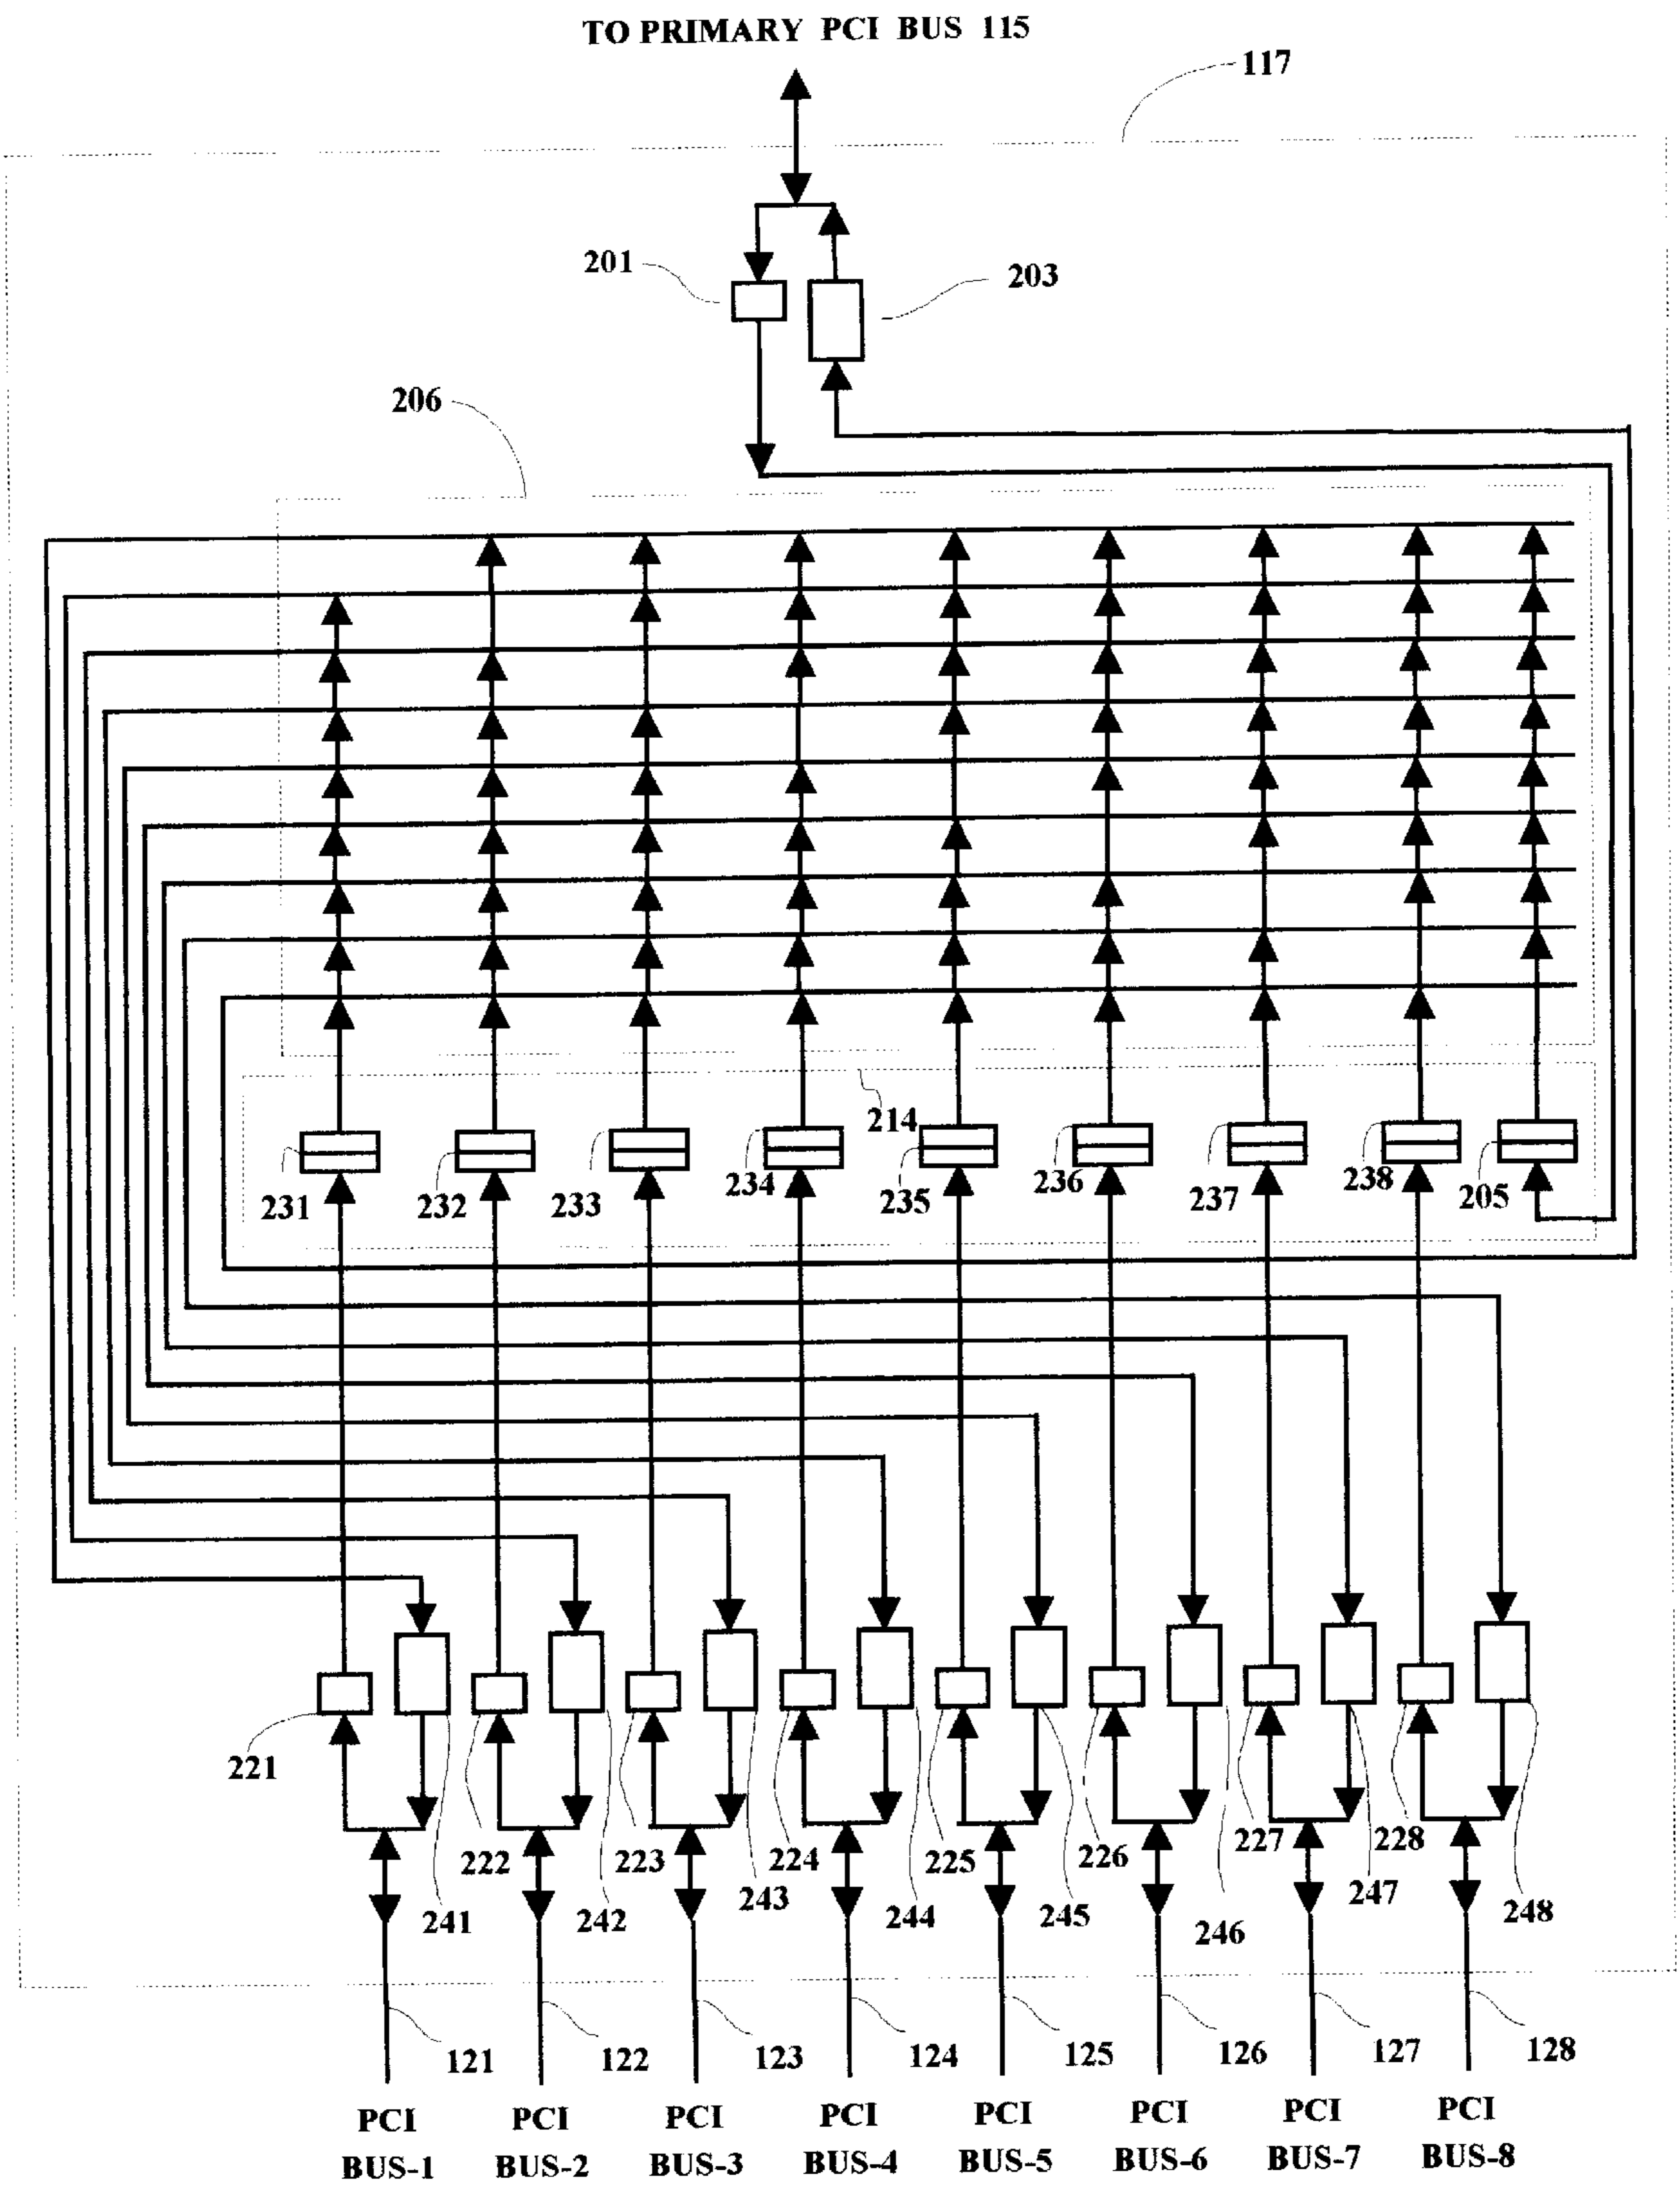 TO PRIMARY PCI BUS 115
117
201
203
206
214
231
232
233
234
235
236
237
238
205
221
222
223
224
225
226
227
228
241
242
243
244
245
246
247
248
121
122
123
124
125
126
127
128
PCI
BUS-1
PCI
BUS-2
PCI
BUS-3
PCI
BUS-4
PCI
BUS-5
PCI
BUS-6
PCI
BUS-7
PCI
BUS-8